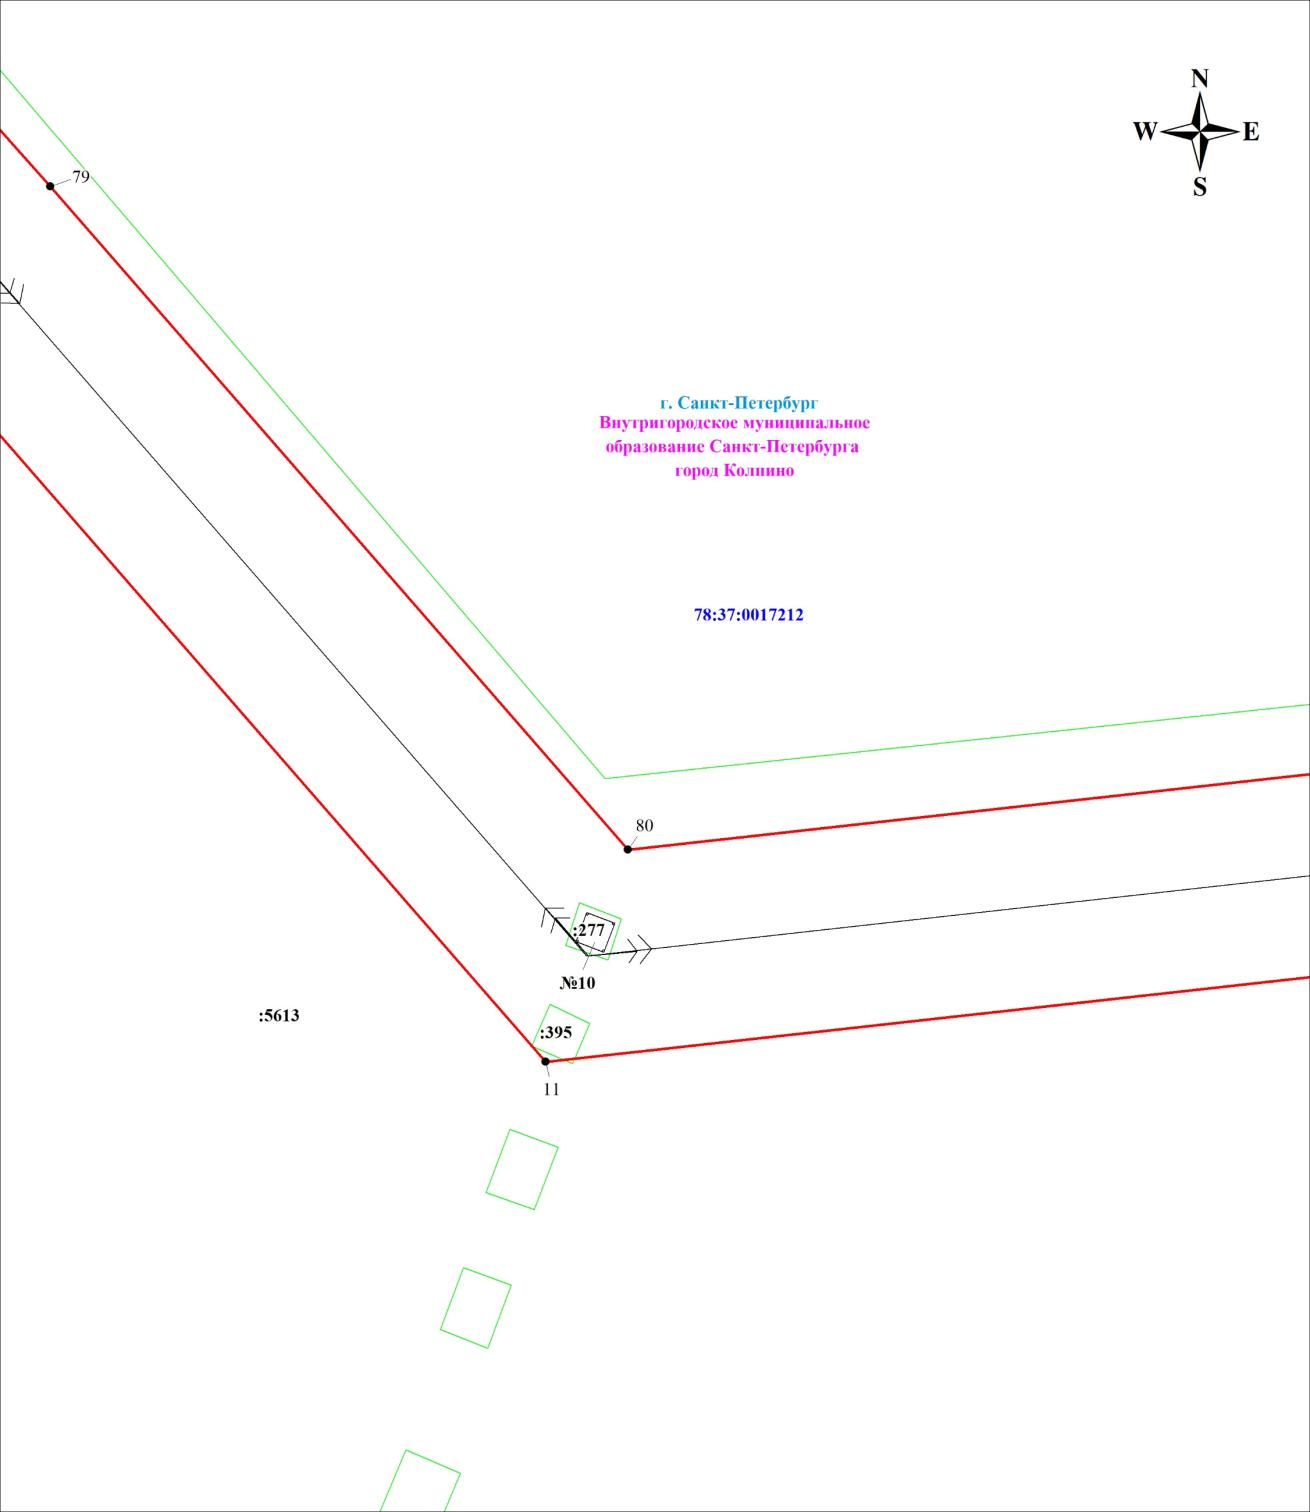 N
W E
S
79
г. Санкт-Петербург
Внутригородское муниципальное
образование Санкт-Петербурга
город Колпино
78:37:0017212
80
:277
№10
:5613
:395
11